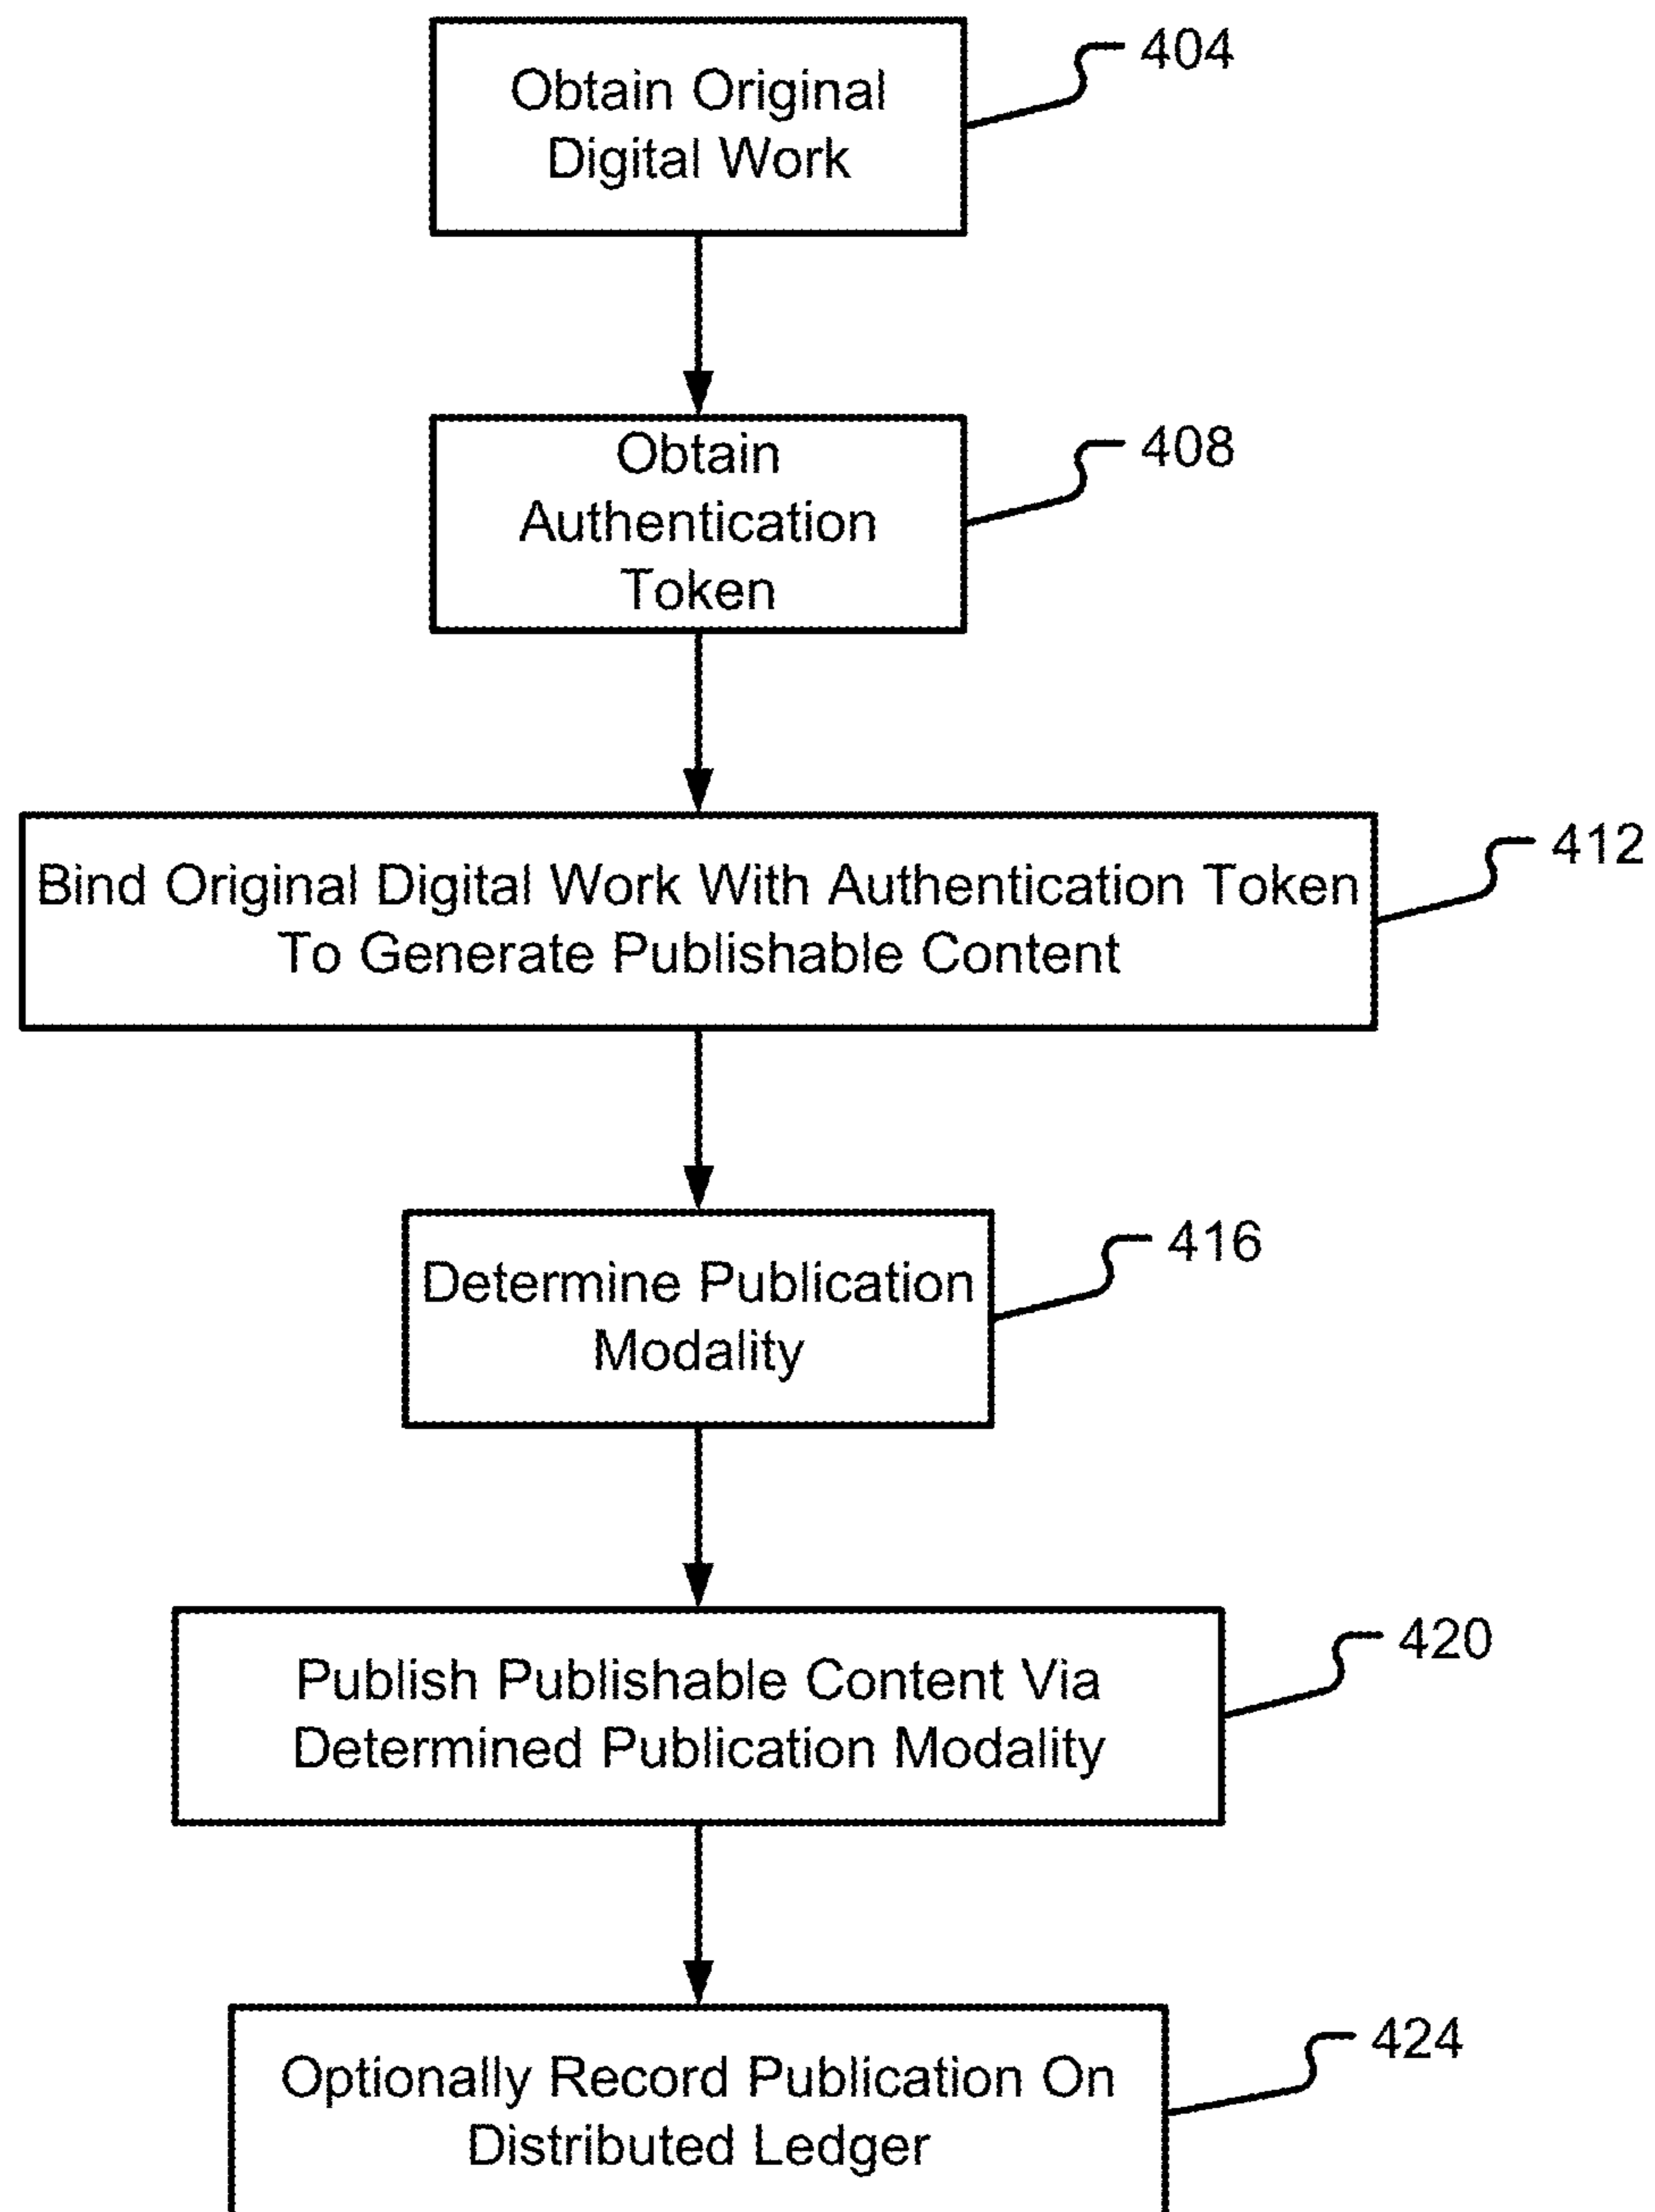 Obtain Original
Digital Work
404
Obtain
Authentication
Token
408
Bind Original Digital Work With Authentication Token
To Generate Publishable Content
412
Determine Publication
Modality
416
Publish Publishable Content Via
Determined Publication Modality
420
Optionally Record Publication On
Distributed Ledger
424